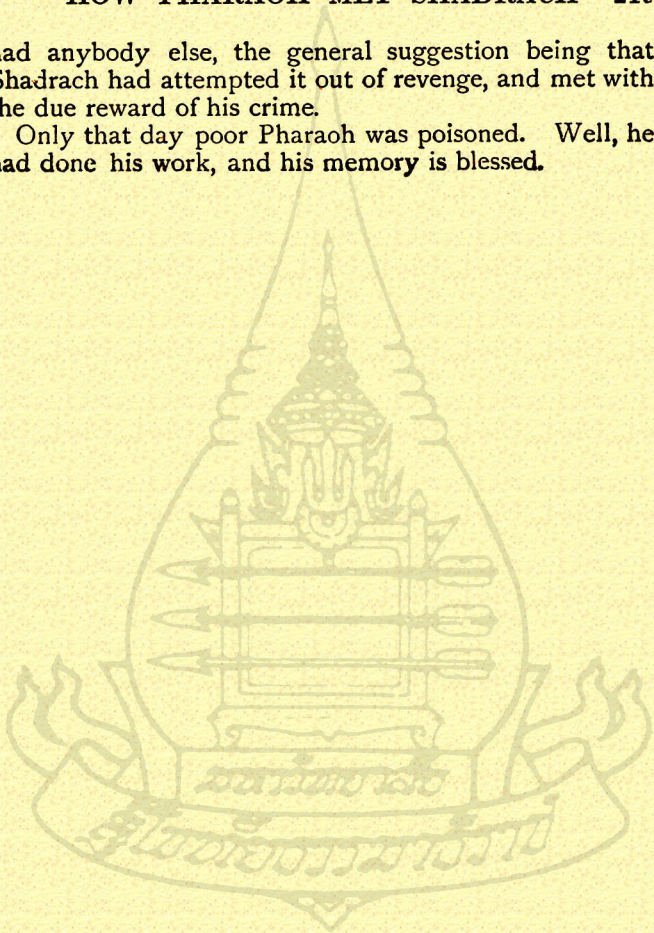 HOW PHARAOH MET SHADRACH
had anybody else, the general suggestion being that
Shadrach had attempted it out of revenge, and met with
the due reward of his crime.
Only that day poor Pharaoh was poisoned. Well, he
had done his work, and his memory is blessed.